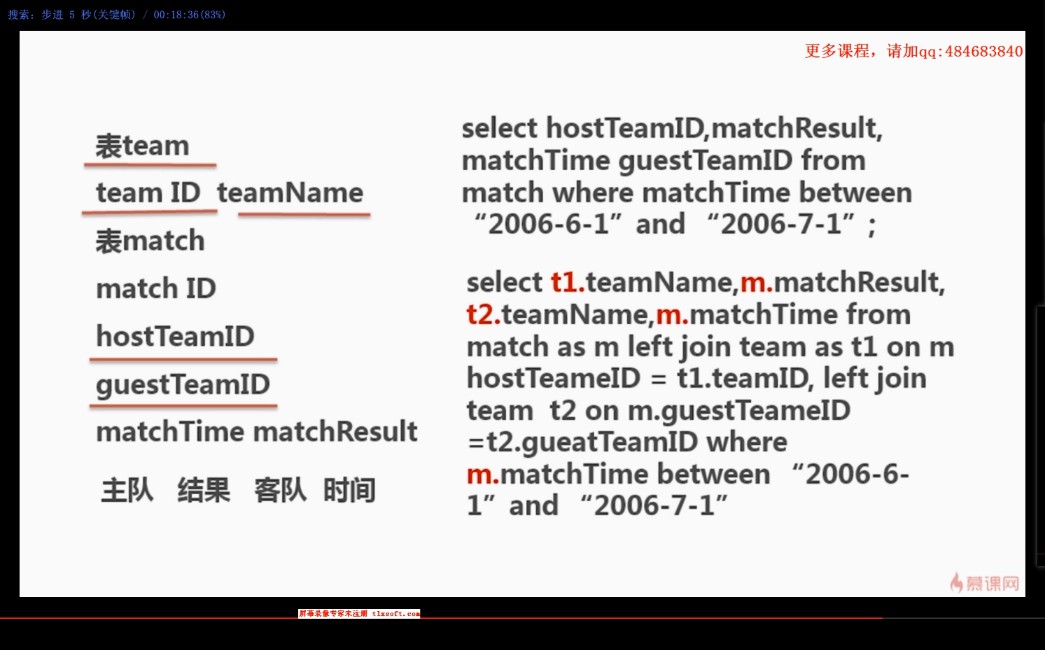 搜索: 步进 5 秒(关键帧) / 00:18:36(83%)
更多课程，请加qq:484683840
表team
team ID teamName
表match
match ID
hostTeamID
guestTeamID
matchTime matchResult
主队 结果 客队 时间
select hostTeamID,matchResult,
matchTime guestTeamID from
match where matchTime between
“2006-6-1” and “2006-7-1”;
select t1.teamName,m.matchResult,
t2.teamName,m.matchTime from
match as m left join team as t1 on m
hostTeameID = t1.teamID, left join
team t2 on m.guestTeameID
=t2.gueatTeamID where
m.matchTime between “2006-6-
1” and “2006-7-1”
慕课网
屏幕录像专家未注册 tlxsoft.com